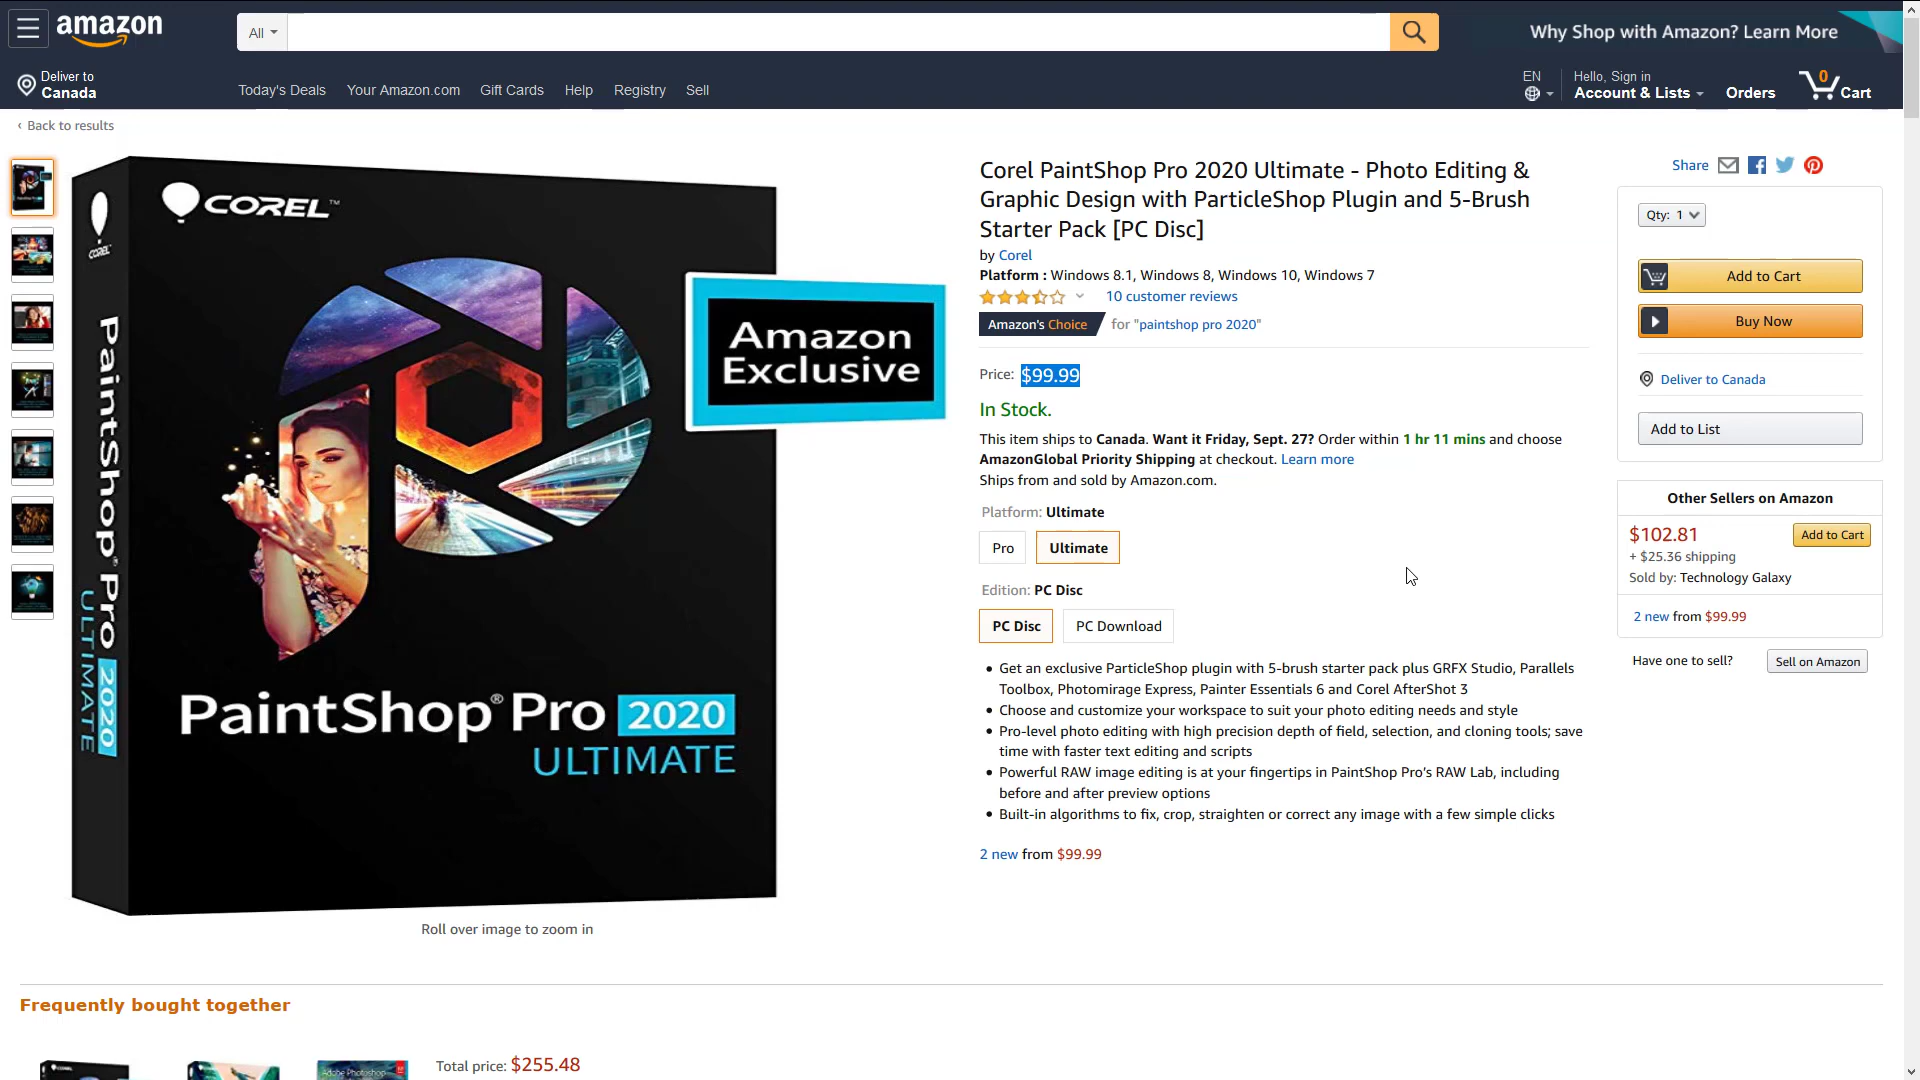 amazon
All
Why Shop with Amazon? Learn More
Deliver to
Canada
Today's Deals
Your Amazon.com
Gift Cards
Help
Registry
Sell
EN
Hello, Sign in
Account & Lists
Orders
0
Cart
‹ Back to results
COREL™
COREL
PaintShop® Pro 2020
ULTIMATE
Amazon
Exclusive
PaintShop® Pro 2020
ULTIMATE
Roll over image to zoom in
Corel PaintShop Pro 2020 Ultimate - Photo Editing &
Graphic Design with ParticleShop Plugin and 5-Brush
Starter Pack [PC Disc]
by Corel
Platform : Windows 8.1, Windows 8, Windows 10, Windows 7
10 customer reviews
Amazon's Choice for "paintshop pro 2020"
Price: $99.99
In Stock.
This item ships to Canada. Want it Friday, Sept. 27? Order within 1 hr 11 mins and choose
AmazonGlobal Priority Shipping at checkout. Learn more
Ships from and sold by Amazon.com.
Platform: Ultimate
Pro
Ultimate
Edition: PC Disc
PC Disc
PC Download
• Get an exclusive ParticleShop plugin with 5-brush starter pack plus GRFX Studio, Parallels
Toolbox, Photomirage Express, Painter Essentials 6 and Corel AfterShot 3
• Choose and customize your workspace to suit your photo editing needs and style
• Pro-level photo editing with high precision depth of field, selection, and cloning tools; save
time with faster text editing and scripts
• Powerful RAW image editing is at your fingertips in PaintShop Pro’s RAW Lab, including
before and after preview options
• Built-in algorithms to fix, crop, straighten or correct any image with a few simple clicks
2 new from $99.99
Share
Qty: 1
Add to Cart
Buy Now
Deliver to Canada
Add to List
Other Sellers on Amazon
$102.81
Add to Cart
+ $25.36 shipping
Sold by: Technology Galaxy
2 new from $99.99
Have one to sell?
Sell on Amazon
Frequently bought together
COREL
Adobe Photoshop
Total price: $255.48